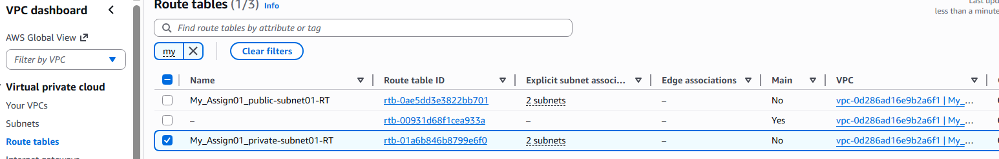 VPC dashboard
AWS Global View
Filter by VPC
Virtual private cloud
Your VPCs
Subnets
Route tables
Route tables (1/3) Info
less than a minute
Find route tables by attribute or tag
my
Clear filters
Name Route table ID Explicit subnet associ... Edge associations Main VPC
My_Assign01_public-subnet01-RT rtb-0ae5dd3e3822bb701 2 subnets – No vpc-0d286ad16e9b2a6f1 | My_...
– rtb-00931d68f1cea933a – – Yes vpc-0d286ad16e9b2a6f1 | My_...
My_Assign01_private-subnet01-RT rtb-01a6b846b8799e6f0 2 subnets – No vpc-0d286ad16e9b2a6f1 | My_...